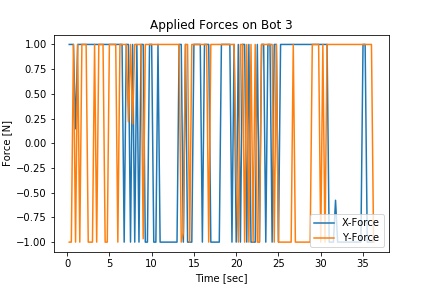 Applied Forces on Bot 3
Force [N]
1.00
0.75
0.50
0.25
0.00
−0.25
−0.50
−0.75
−1.00
0 5 10 15 20 25 30 35
Time [sec]
X-Force
Y-Force